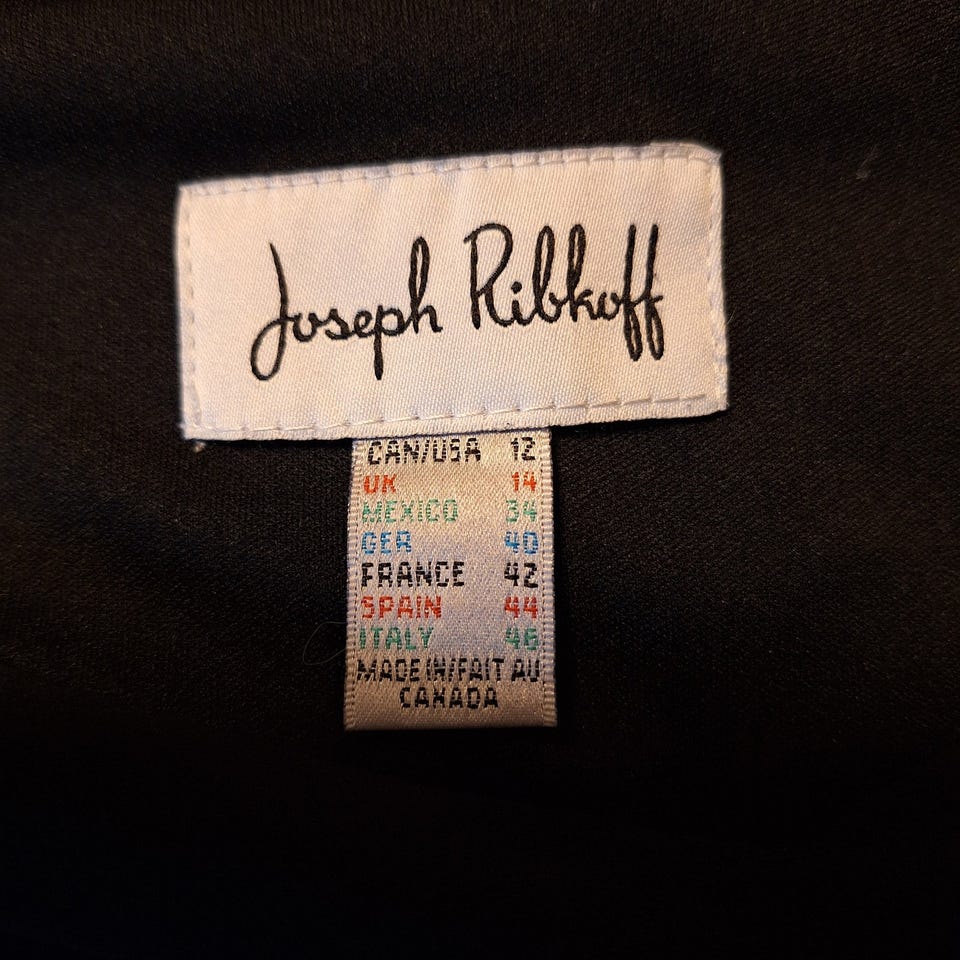 Joseph Ribkoff
CAN/USA 12
UK 14
MEXICO 34
GER 40
FRANCE 42
SPAIN 44
ITALY 46
MADE IN/FAIT AU
CANADA